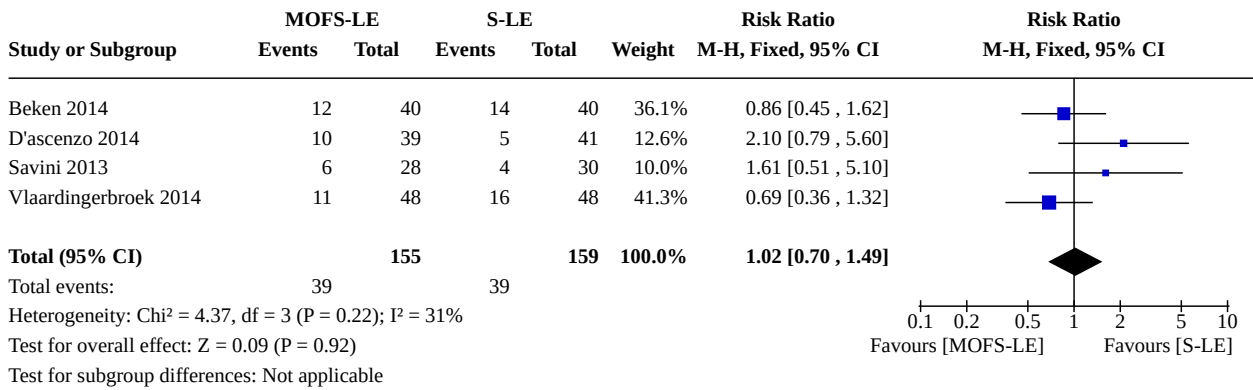 MOFS-LE S-LE Risk Ratio Risk Ratio
Study or Subgroup Events Total Events Total Weight M-H, Fixed, 95% CI M-H, Fixed, 95% CI
Beken 2014 12 40 14 40 36.1% 0.86 [0.45 , 1.62]
D'ascenzo 2014 10 39 5 41 12.6% 2.10 [0.79 , 5.60]
Savini 2013 6 28 4 30 10.0% 1.61 [0.51 , 5.10]
Vlaardingerbroek 2014 11 48 16 48 41.3% 0.69 [0.36 , 1.32]
Total (95% CI) 155 159 100.0% 1.02 [0.70 , 1.49]
Total events: 39 39
Heterogeneity: Chi² = 4.37, df = 3 (P = 0.22); I² = 31%
0.1 0.2 0.5 1 2 5 10
Test for overall effect: Z = 0.09 (P = 0.92) Favours [MOFS-LE] Favours [S-LE]
Test for subgroup differences: Not applicable